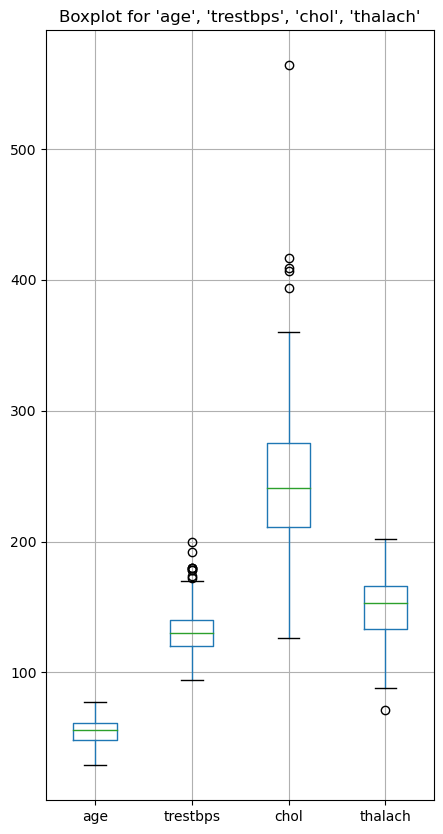 Boxplot for 'age', 'trestbps', 'chol', 'thalach'
500
400
300
200
100
age trestbps chol thalach